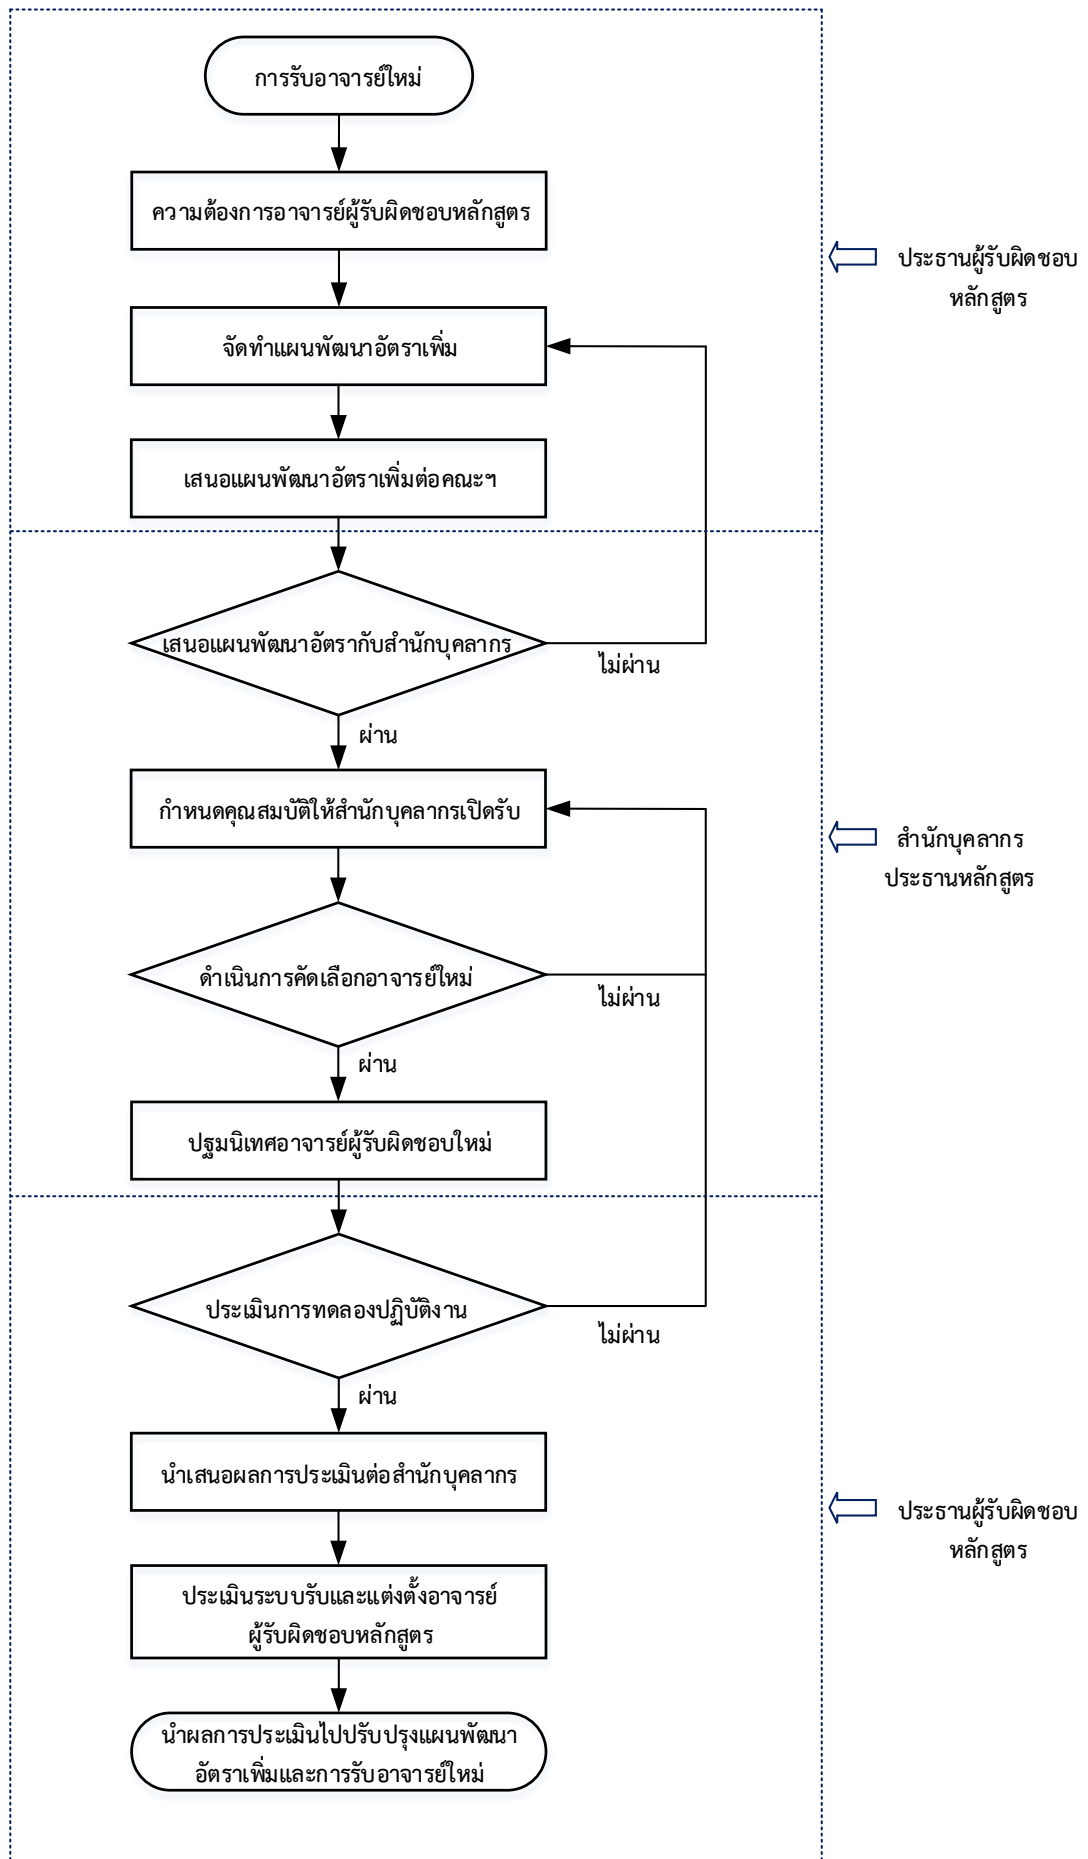 การรับอาจารย์ใหม่
ความต้องการอาจารย์ผู้รับผิดชอบหลักสูตร
ประธานผู้รับผิดชอบ
หลักสูตร
จัดทำแผนพัฒนาอัตราเพิ่ม
เสนอแผนพัฒนาอัตราเพิ่มต่อคณะฯ
เสนอแผนพัฒนาอัตรากับสำนักบุคลากร
ไม่ผ่าน
ผ่าน
กำหนดคุณสมบัติให้สำนักบุคลากรเปิดรับ
สำนักบุคลากร
ประธานหลักสูตร
ดำเนินการคัดเลือกอาจารย์ใหม่
ไม่ผ่าน
ผ่าน
ปฐมนิเทศอาจารย์ผู้รับผิดชอบใหม่
ประเมินการทดลองปฏิบัติงาน
ไม่ผ่าน
ผ่าน
นำเสนอผลการประเมินต่อสำนักบุคลากร
ประธานผู้รับผิดชอบ
หลักสูตร
ประเมินระบบรับและแต่งตั้งอาจารย์
ผู้รับผิดชอบหลักสูตร
นำผลการประเมินไปปรับปรุงแผนพัฒนา
อัตราเพิ่มและการรับอาจารย์ใหม่